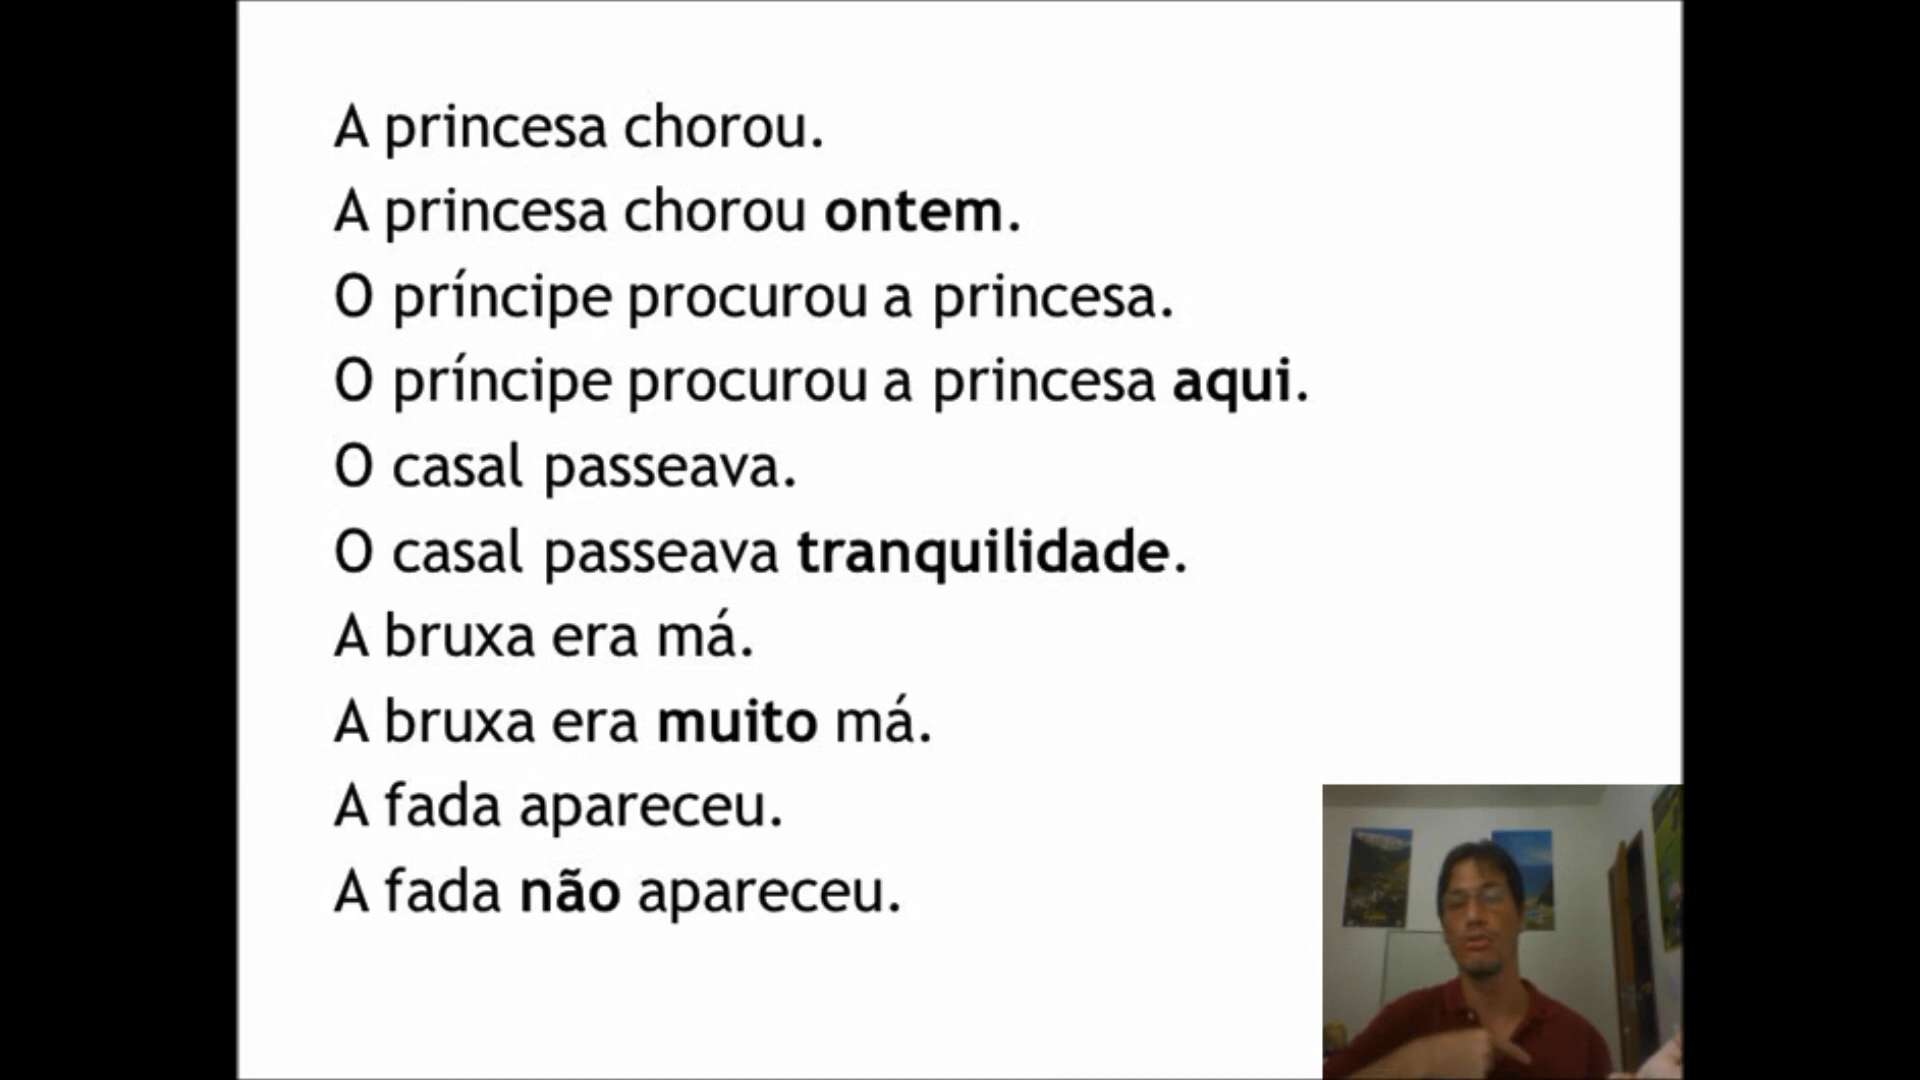 A princesa chorou.
A princesa chorou ontem.
O príncipe procurou a princesa.
O príncipe procurou a princesa aqui.
O casal passeava.
O casal passeava tranquilidade.
A bruxa era má.
A bruxa era muito má.
A fada apareceu.
A fada não apareceu.